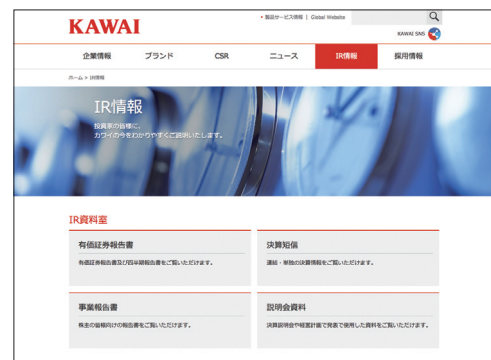 KAWAI
・製品サービス情報 | Global Website
KAWAI SNS
企業情報 ブランド CSR ニュース IR情報 採用情報
ホーム > IR情報
IR情報
投資家の皆様に、
カワイの今をわかりやすくご説明いたします。
IR資料室
有価証券報告書
有価証券報告書及び四半期報告書をご覧いただけます。
決算短信
連結・単独の決算情報をご覧いただけます。
事業報告書
株主の皆様向けの報告書をご覧いただけます。
説明会資料
決算説明会や経営計画で発表で使用した資料をご覧いただけます。